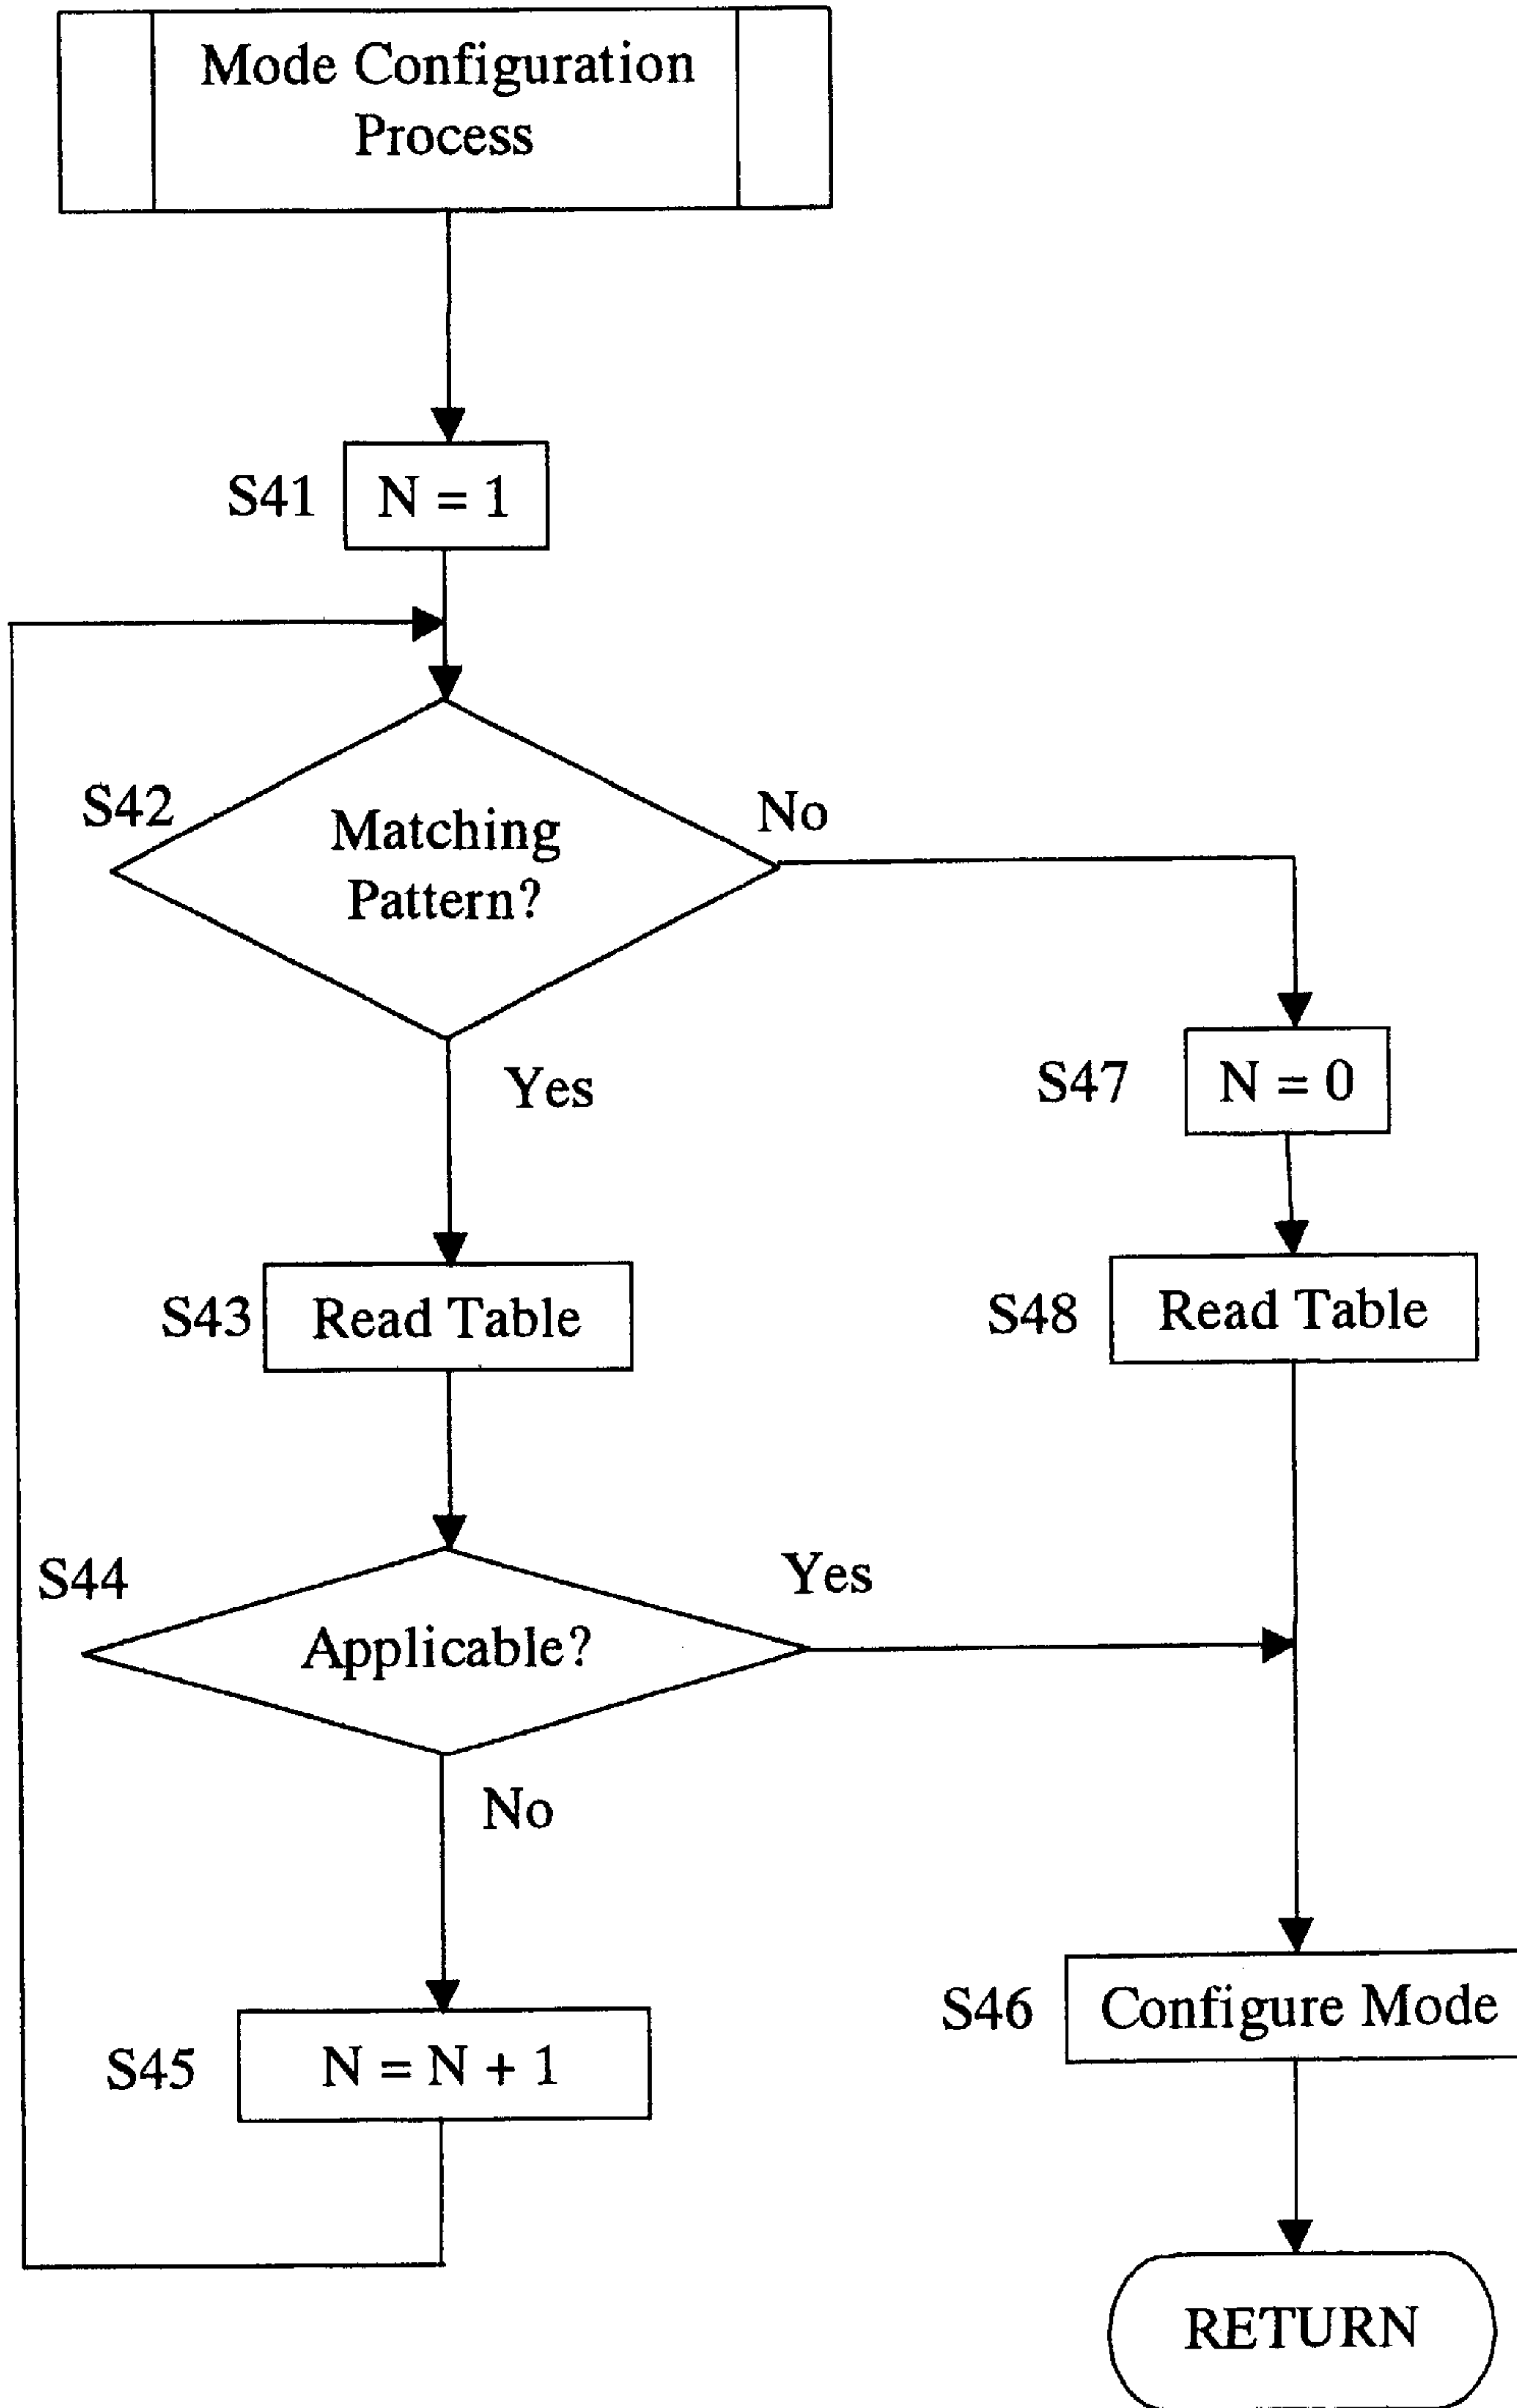 Mode Configuration
Process
S41
N = 1
S42
Matching
Pattern?
No
Yes
S47
N = 0
S43
Read Table
S48
Read Table
S44
Applicable?
Yes
No
S46
Configure Mode
S45
N = N + 1
RETURN